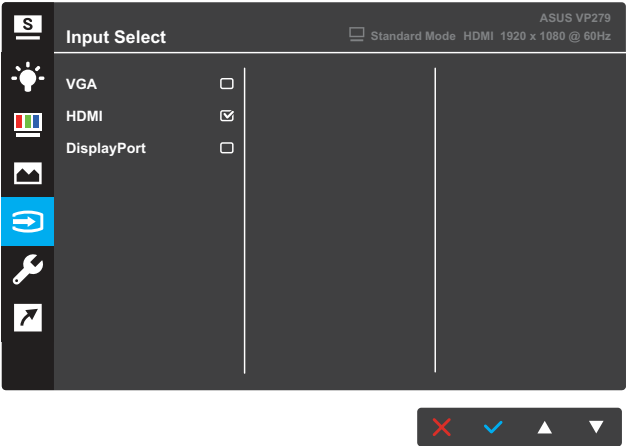 S
ASUS VP279
Input Select
Standard Mode HDMI 1920 x 1080 @ 60Hz
VGA
HDMI
DisplayPort